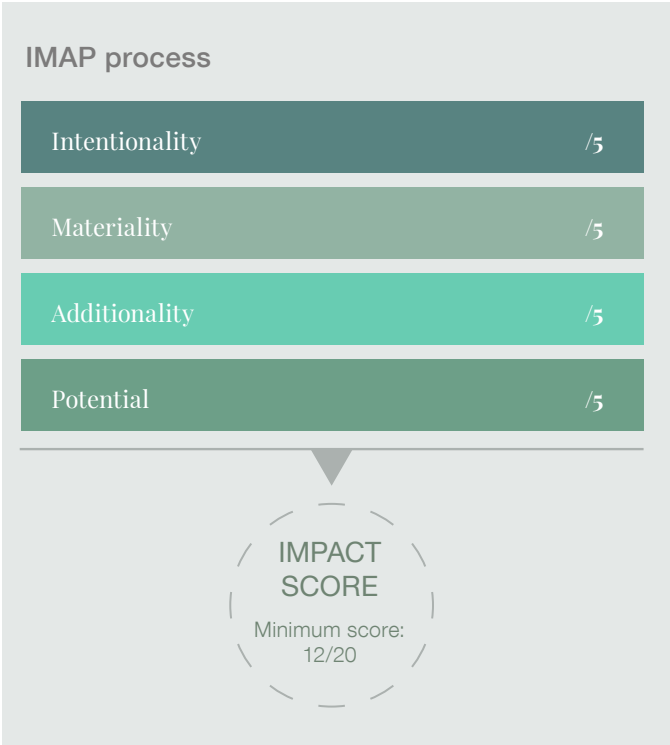 IMAP process
Intentionality /5
Materiality /5
Additionality /5
Potential /5
IMPACT
SCORE
Minimum score:
12/20